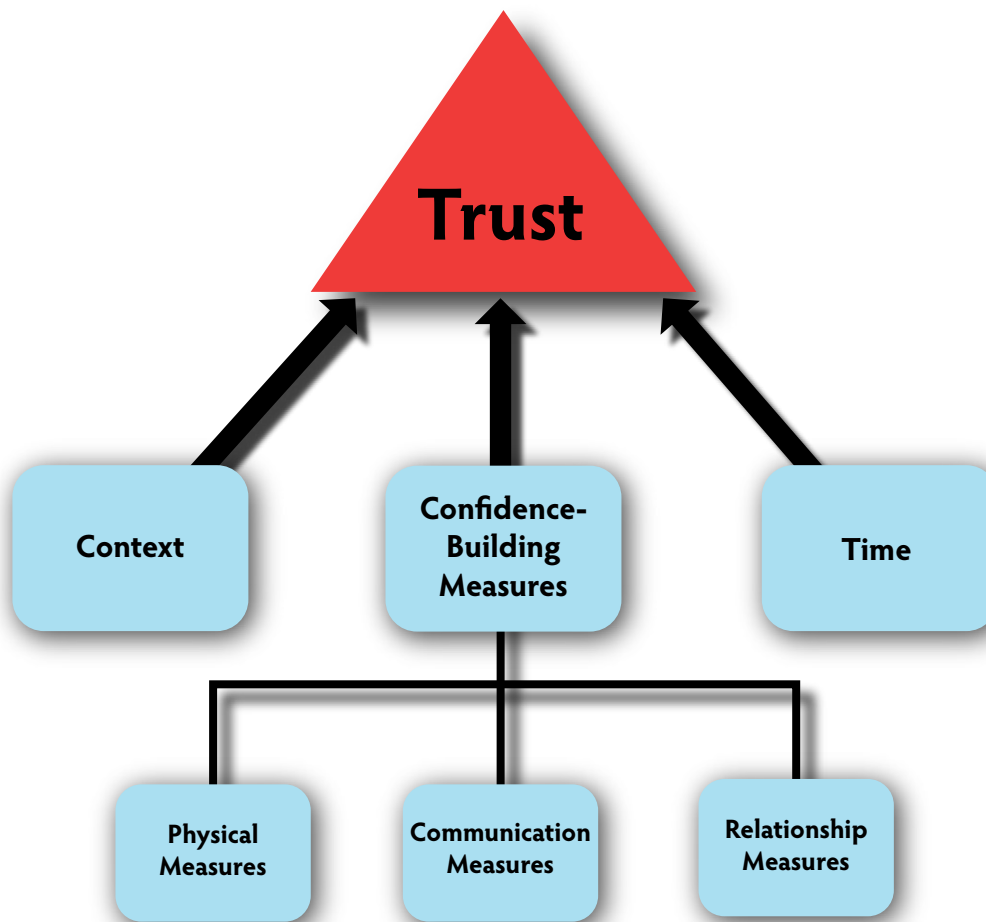 Trust
Context
Confidence-
Building
Measures
Time
Physical
Measures
Communication
Measures
Relationship
Measures